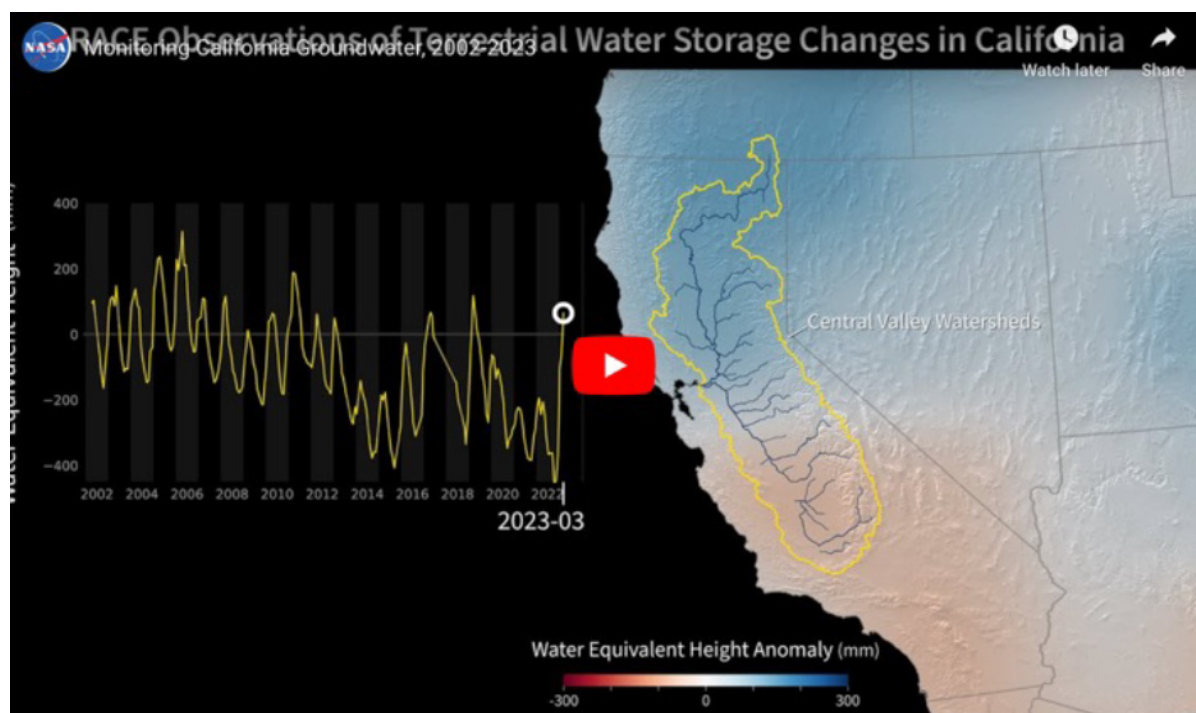 NASA
GRACE Observations of Terrestrial Water Storage Changes in California
Monitoring California Groundwater, 2002-2023
Watch later
Share
Water Equivalent Height (mm)
400
200
0
−200
−400
2002 2004 2006 2008 2010 2012 2014 2016 2018 2020 2022
2023-03
Central Valley Watersheds
Water Equivalent Height Anomaly (mm)
-300 0 300